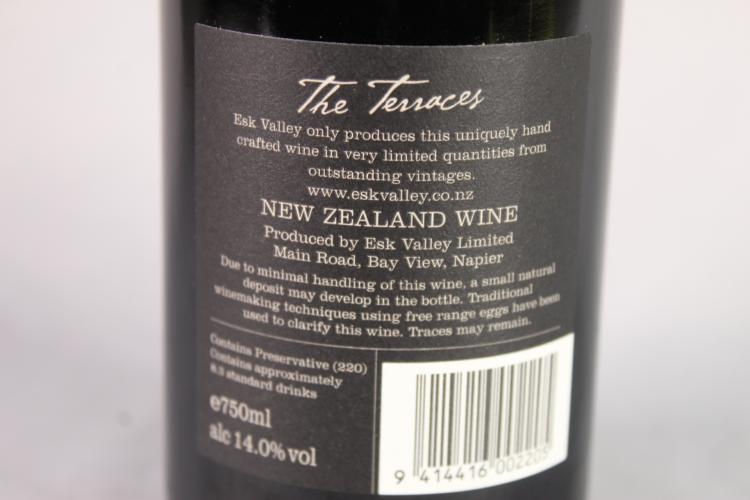 The Terraces
Esk Valley only produces this uniquely hand
crafted wine in very limited quantities from
outstanding vintages.
www.eskvalley.co.nz
NEW ZEALAND WINE
Produced by Esk Valley Limited
Main Road, Bay View, Napier
Due to minimal handling of this wine, a small natural
deposit may develop in the bottle. Traditional
winemaking techniques using free range eggs have been
used to clarify this wine. Traces may remain.
Contains Preservative (220)
Contains approximately
8.3 standard drinks
e750ml
alc 14.0% vol
9 414416 002205